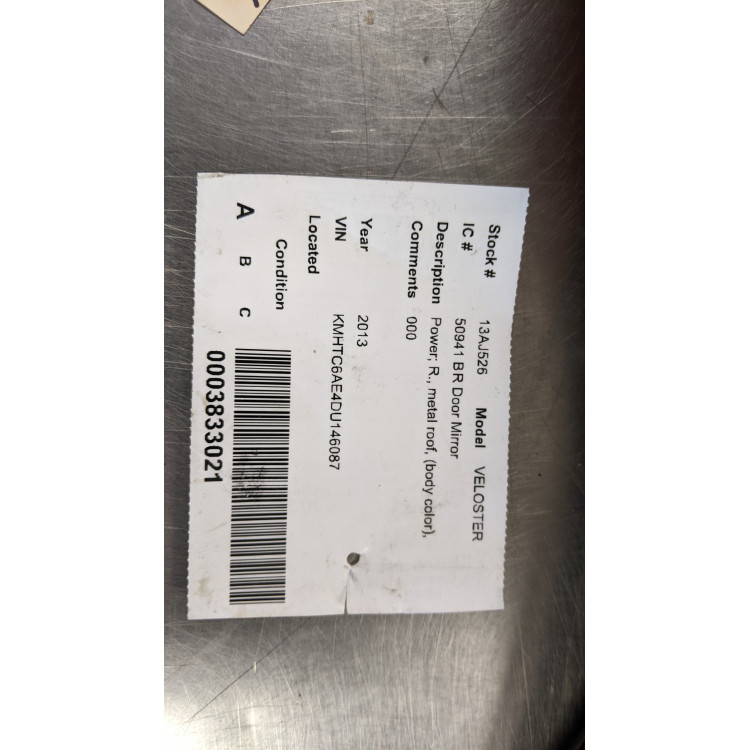 Stock # 13AJ526 Model VELOSTER
IC # 50941 B R Door Mirror
Description Power; R., metal roof, (body color),
Comments 000
Year 2013
VIN KMHTC6AE4DU146087
Located
Condition
A B C
0003833021